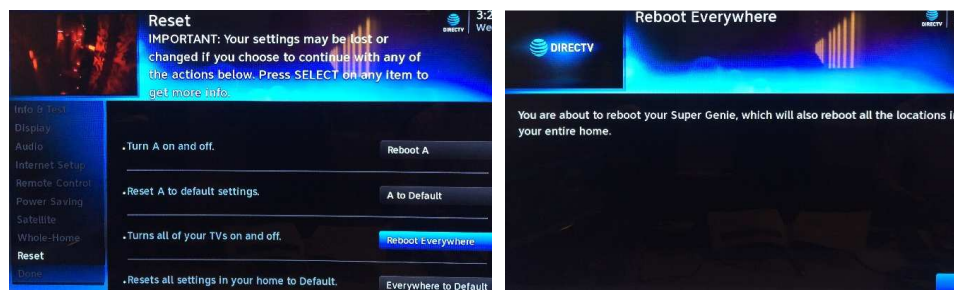 Reset
DIRECTV
3:2
We
IMPORTANT: Your settings may be lost or
changed if you choose to continue with any of
the actions below. Press SELECT on any item to
get more info.
Info & Test
Display
Audio
Internet Setup
Remote Control
Power Saving
Satellite
Whole-Home
Reset
Done
.Turn A on and off.
Reboot A
.Reset A to default settings.
A to Default
.Turns all of your TVs on and off.
Reboot Everywhere
.Resets all settings in your home to Default.
Everywhere to Default
Reboot Everywhere
DIRECTV
DIRECTV
You are about to reboot your Super Genie, which will also reboot all the locations i
your entire home.